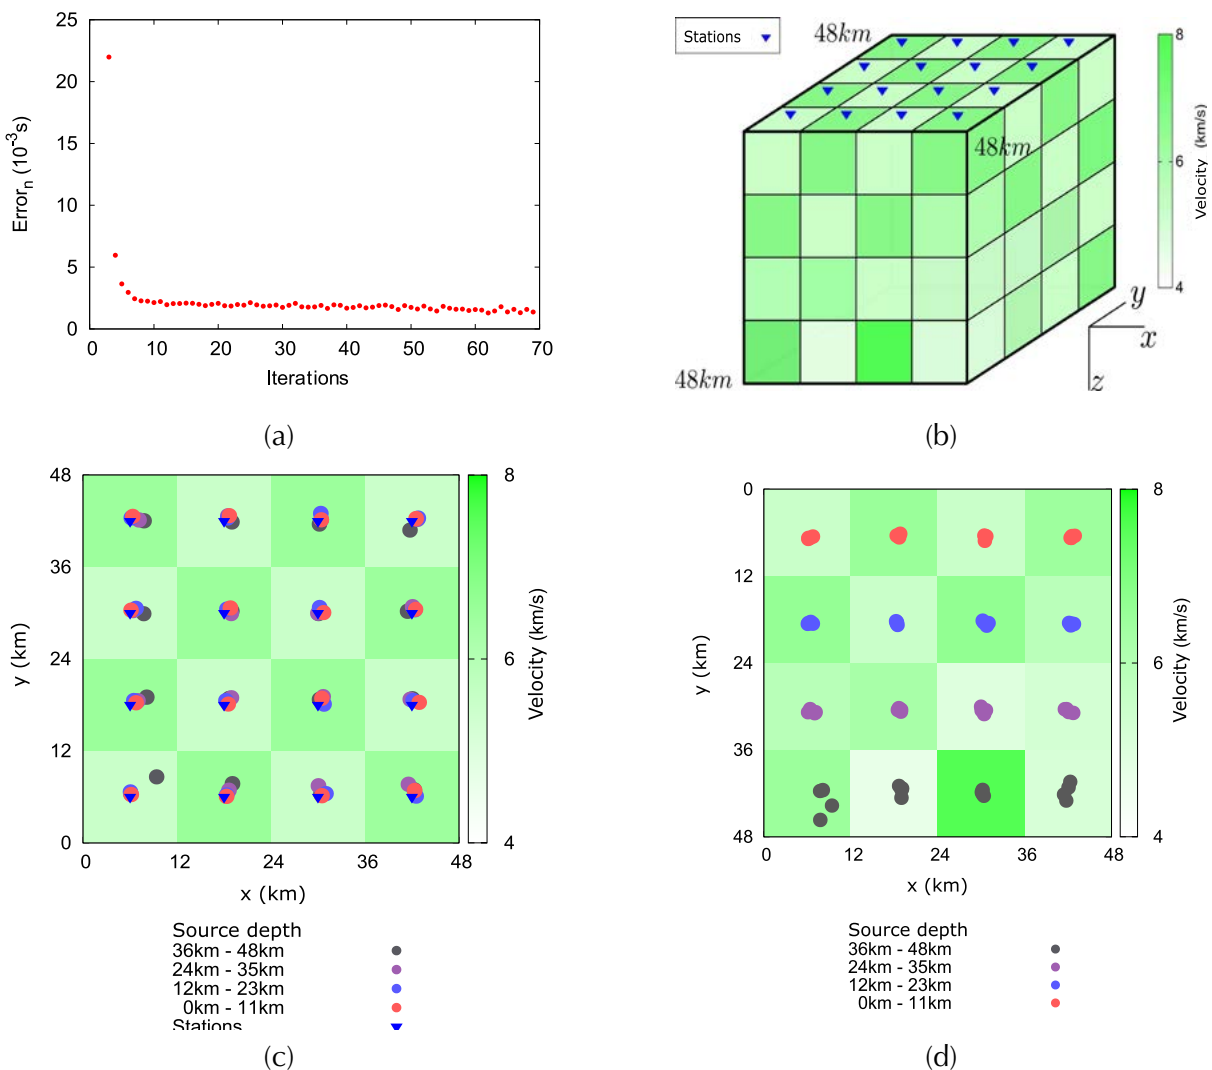 25
20
15
10
5
0
Error_n (10^-3s)
0 10 20 30 40 50 60 70
Iterations
(a)
Stations
48km
48km
48km
8
6
4
Velocity (km/s)
y
x
z
(b)
48
36
24
12
0
y (km)
0 12 24 36 48
x (km)
8
6
4
Velocity (km/s)
Source depth
36km - 48km
24km - 35km
12km - 23km
0km - 11km
Stations
(c)
0
12
24
36
48
y (km)
0 12 24 36 48
x (km)
8
6
4
Velocity (km/s)
Source depth
36km - 48km
24km - 35km
12km - 23km
0km - 11km
(d)